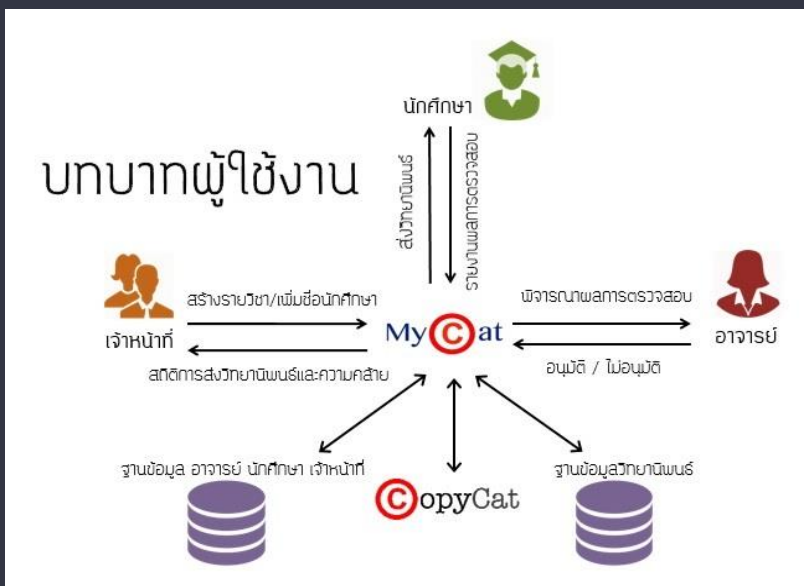 นักศึกษา
บทบาทผู้ใช้งาน
ส่งวิทยานิพนธ์
รายงานผลการตรวจสอบ
สร้างรายวิชา/เพิ่มชื่อนักศึกษา
พิจารณาผลการตรวจสอบ
เจ้าหน้าที่
MyCat
อาจารย์
สถิติการส่งวิทยานิพนธ์และความคล้าย
อนุมัติ / ไม่อนุมัติ
ฐานข้อมูล อาจารย์ นักศึกษา เจ้าหน้าที่
ฐานข้อมูลวิทยานิพนธ์
CopyCat